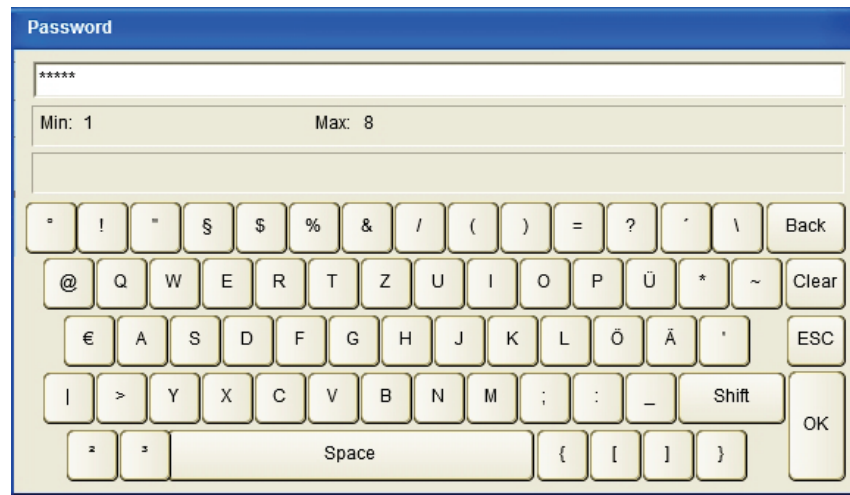 Password
*****
Min: 1 Max: 8
° ! " § $ % & / ( ) = ? ´ \ Back
@ Q W E R T Z U I O P Ü * ~ Clear
€ A S D F G H J K L Ö Ä ' ESC
| > Y X C V B N M ; : _ Shift
OK
² ³ Space { [ ] }